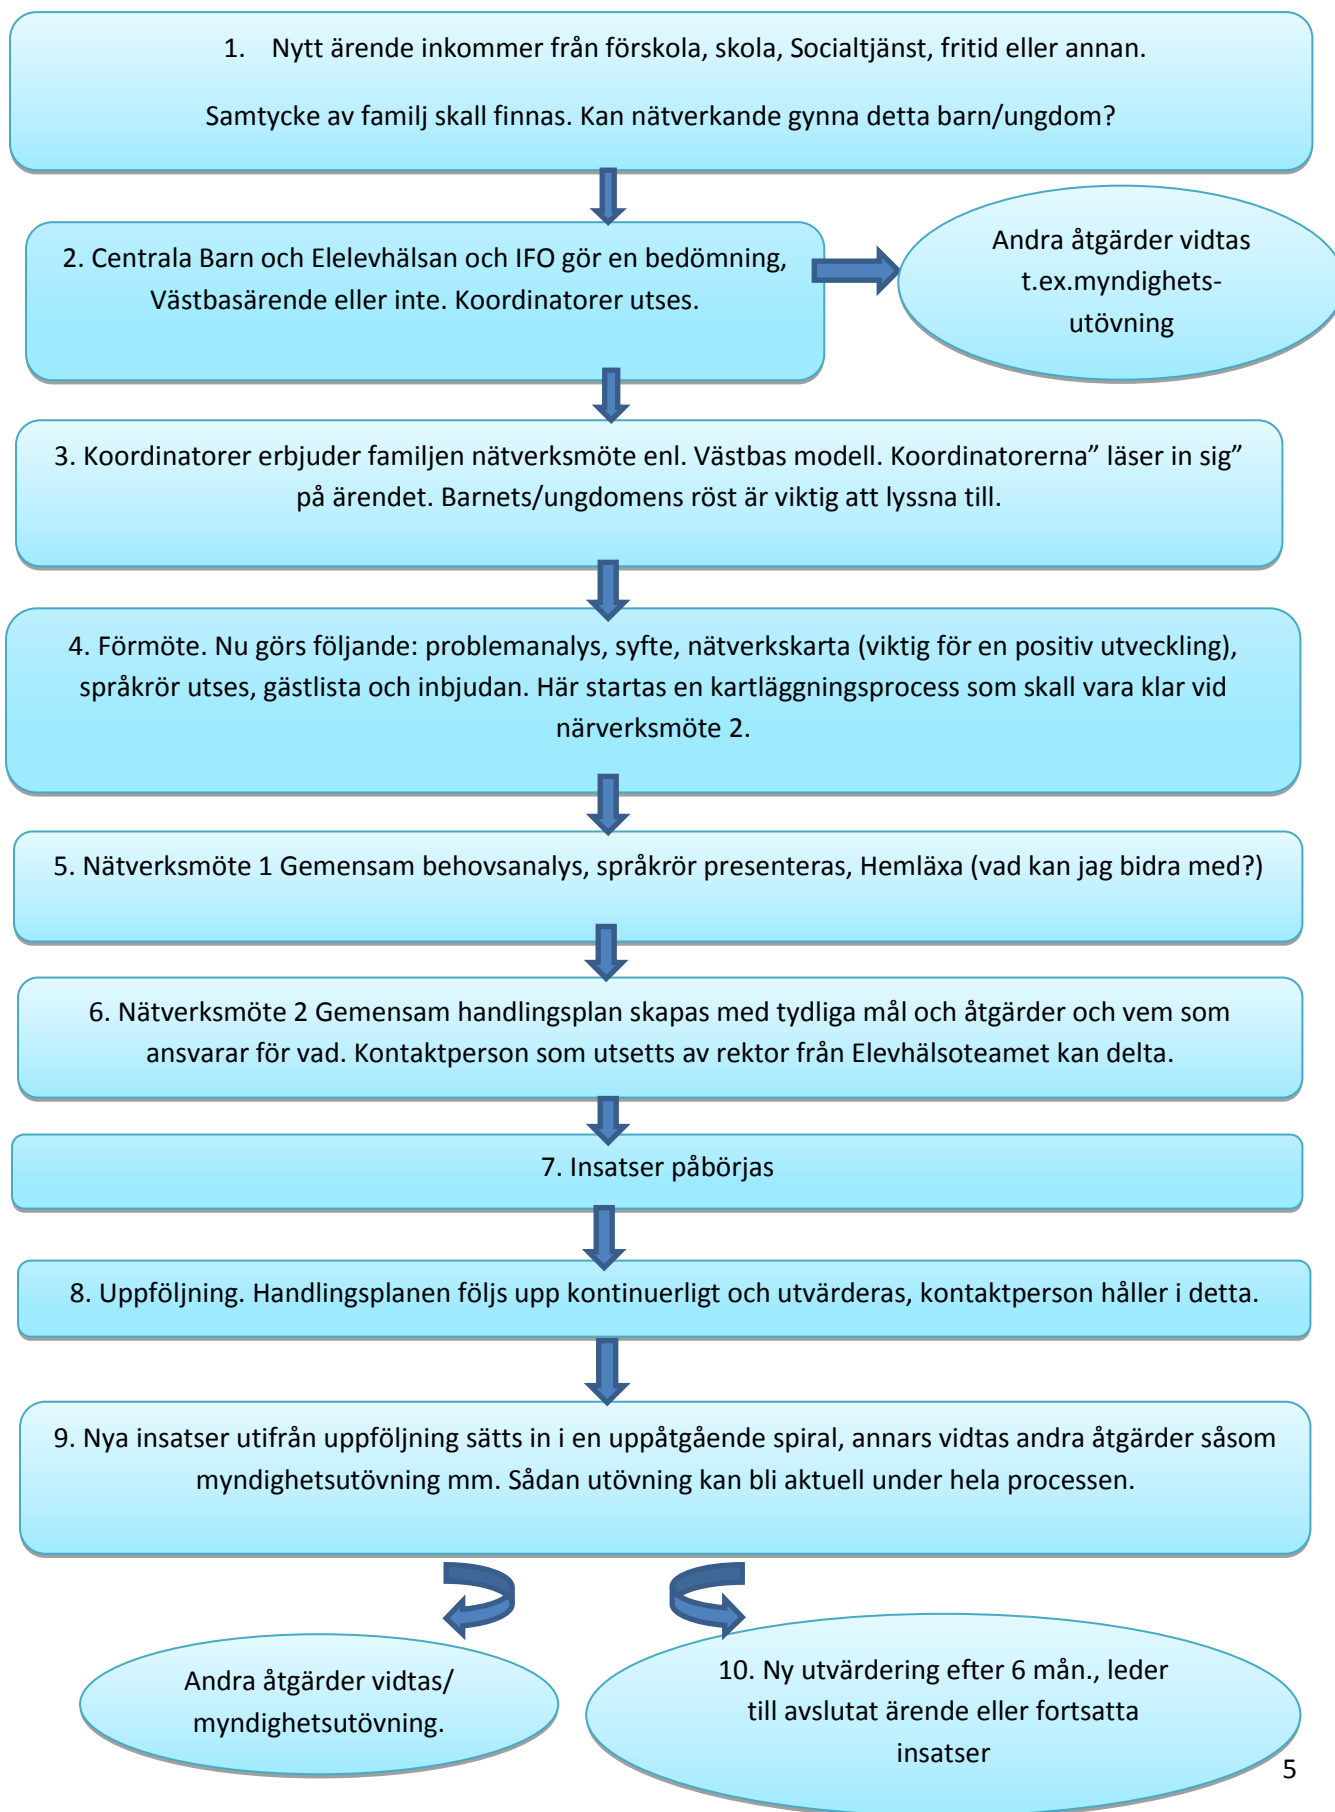 1. Nytt ärende inkommer från förskola, skola, Socialtjänst, fritid eller annan.
Samtycke av familj skall finnas. Kan nätverkande gynna detta barn/ungdom?
2. Centrala Barn och Elelevhälsan och IFO gör en bedömning,
Västbasärende eller inte. Koordinatorer utses.
Andra åtgärder vidtas
t.ex.myndighets-
utövning
3. Koordinatorer erbjuder familjen nätverksmöte enl. Västbas modell. Koordinatorerna” läser in sig”
på ärendet. Barnets/ungdomens röst är viktig att lyssna till.
4. Förmöte. Nu görs följande: problemanalys, syfte, nätverkskarta (viktig för en positiv utveckling),
språkrör utses, gästlista och inbjudan. Här startas en kartläggningsprocess som skall vara klar vid
närverksmöte 2.
5. Nätverksmöte 1 Gemensam behovsanalys, språkrör presenteras, Hemläxa (vad kan jag bidra med?)
6. Nätverksmöte 2 Gemensam handlingsplan skapas med tydliga mål och åtgärder och vem som
ansvarar för vad. Kontaktperson som utsetts av rektor från Elevhälsoteamet kan delta.
7. Insatser påbörjas
8. Uppföljning. Handlingsplanen följs upp kontinuerligt och utvärderas, kontaktperson håller i detta.
9. Nya insatser utifrån uppföljning sätts in i en uppåtgående spiral, annars vidtas andra åtgärder såsom
myndighetsutövning mm. Sådan utövning kan bli aktuell under hela processen.
Andra åtgärder vidtas/
myndighetsutövning.
10. Ny utvärdering efter 6 mån., leder
till avslutat ärende eller fortsatta
insatser
5